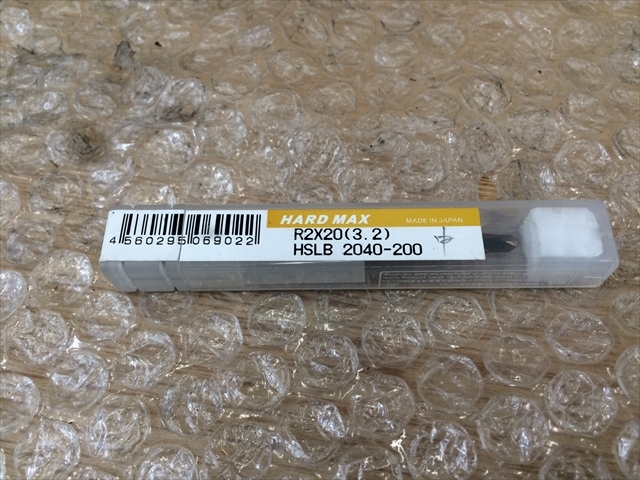 HARD MAX
MADE IN JAPAN
R2X20(3.2)
HSLB 2040-200
4 560295 069022